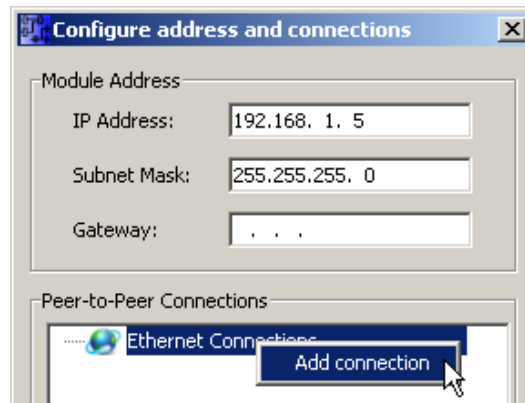 Configure address and connections
Module Address
IP Address: 192.168. 1. 5
Subnet Mask: 255.255.255. 0
Gateway: . . .
Peer-to-Peer Connections
Ethernet Connections
Add connection